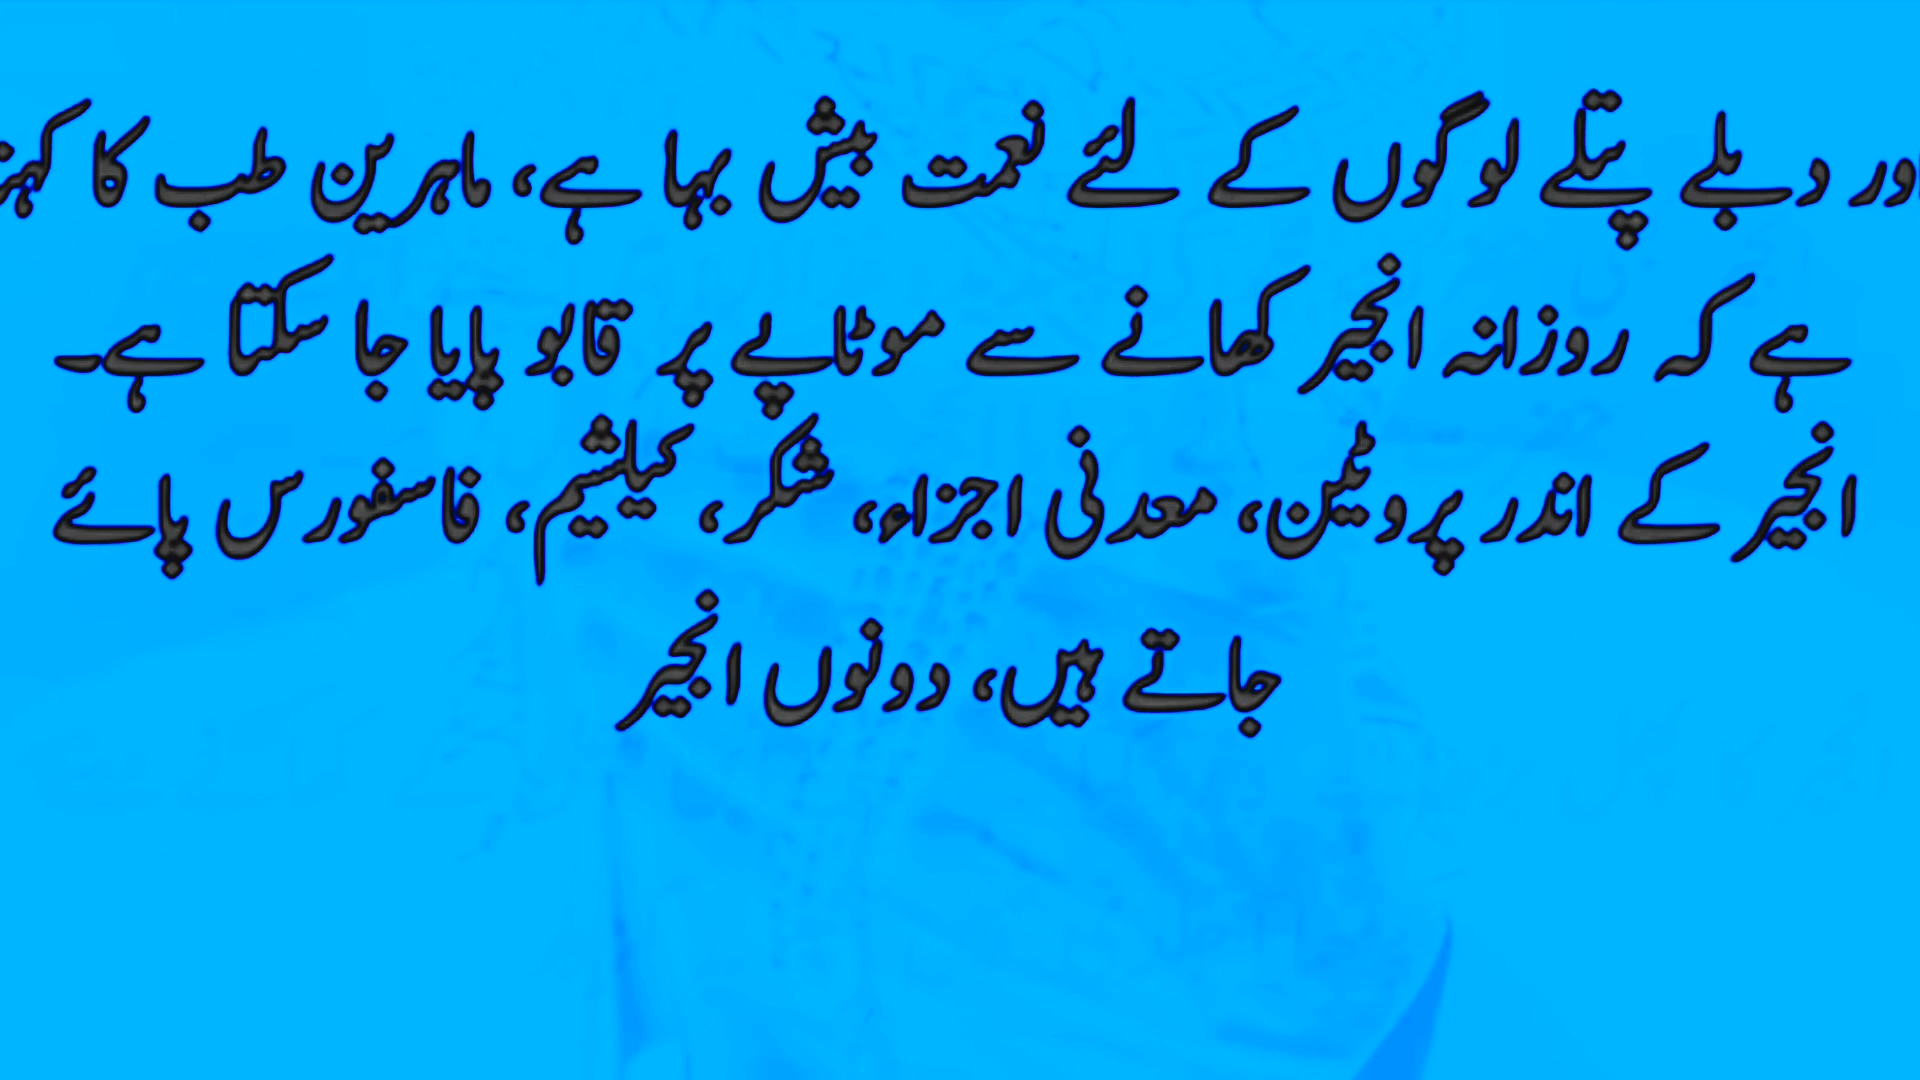 اور دبلے پتلے لوگوں کے لئے نعمت بیش بہا ہے، ماہرین طب کا کہنا
ہے کہ روزانہ انجیر کھانے سے موٹاپے پر قابو پایا جا سکتا ہے۔
انجیر کے اندر پروٹین، معدنی اجزاء، شکر، کیلشیم، فاسفورس پائے
جاتے ہیں، دونوں انجیر